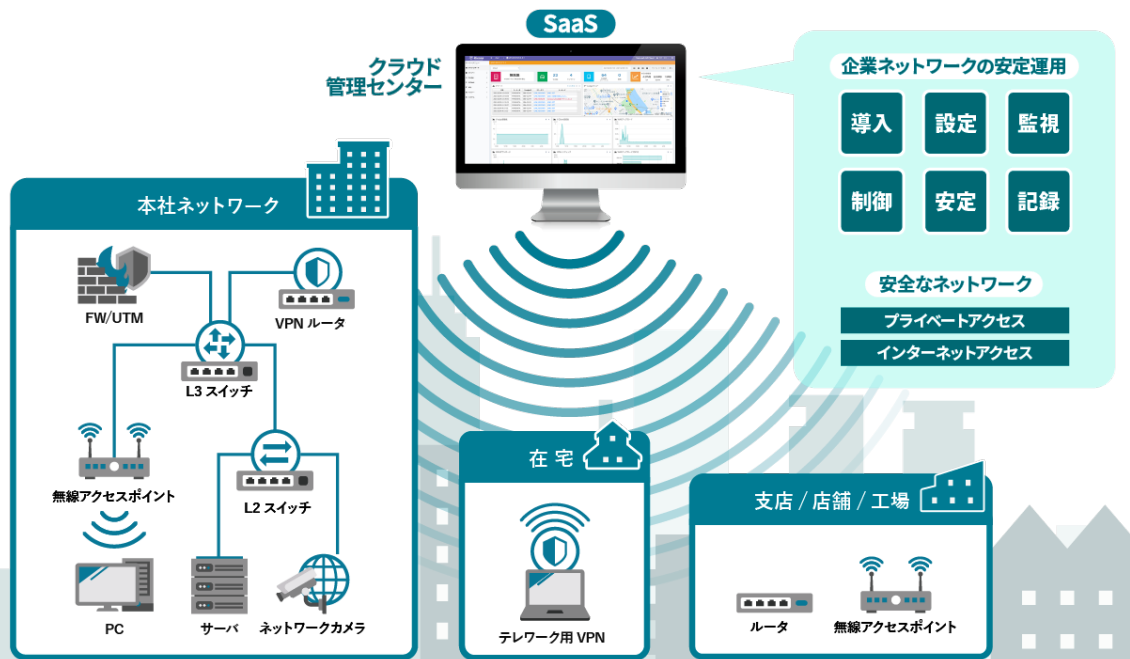 SaaS
クラウド
管理センター
企業ネットワークの安定運用
導入
設定
監視
制御
安定
記録
安全なネットワーク
プライベートアクセス
インターネットアクセス
本社ネットワーク
FW/UTM
VPN ルータ
L3 スイッチ
無線アクセスポイント
L2 スイッチ
PC
サーバ
ネットワークカメラ
在 宅
テレワーク用 VPN
支店 / 店舗 / 工場
ルータ
無線アクセスポイント